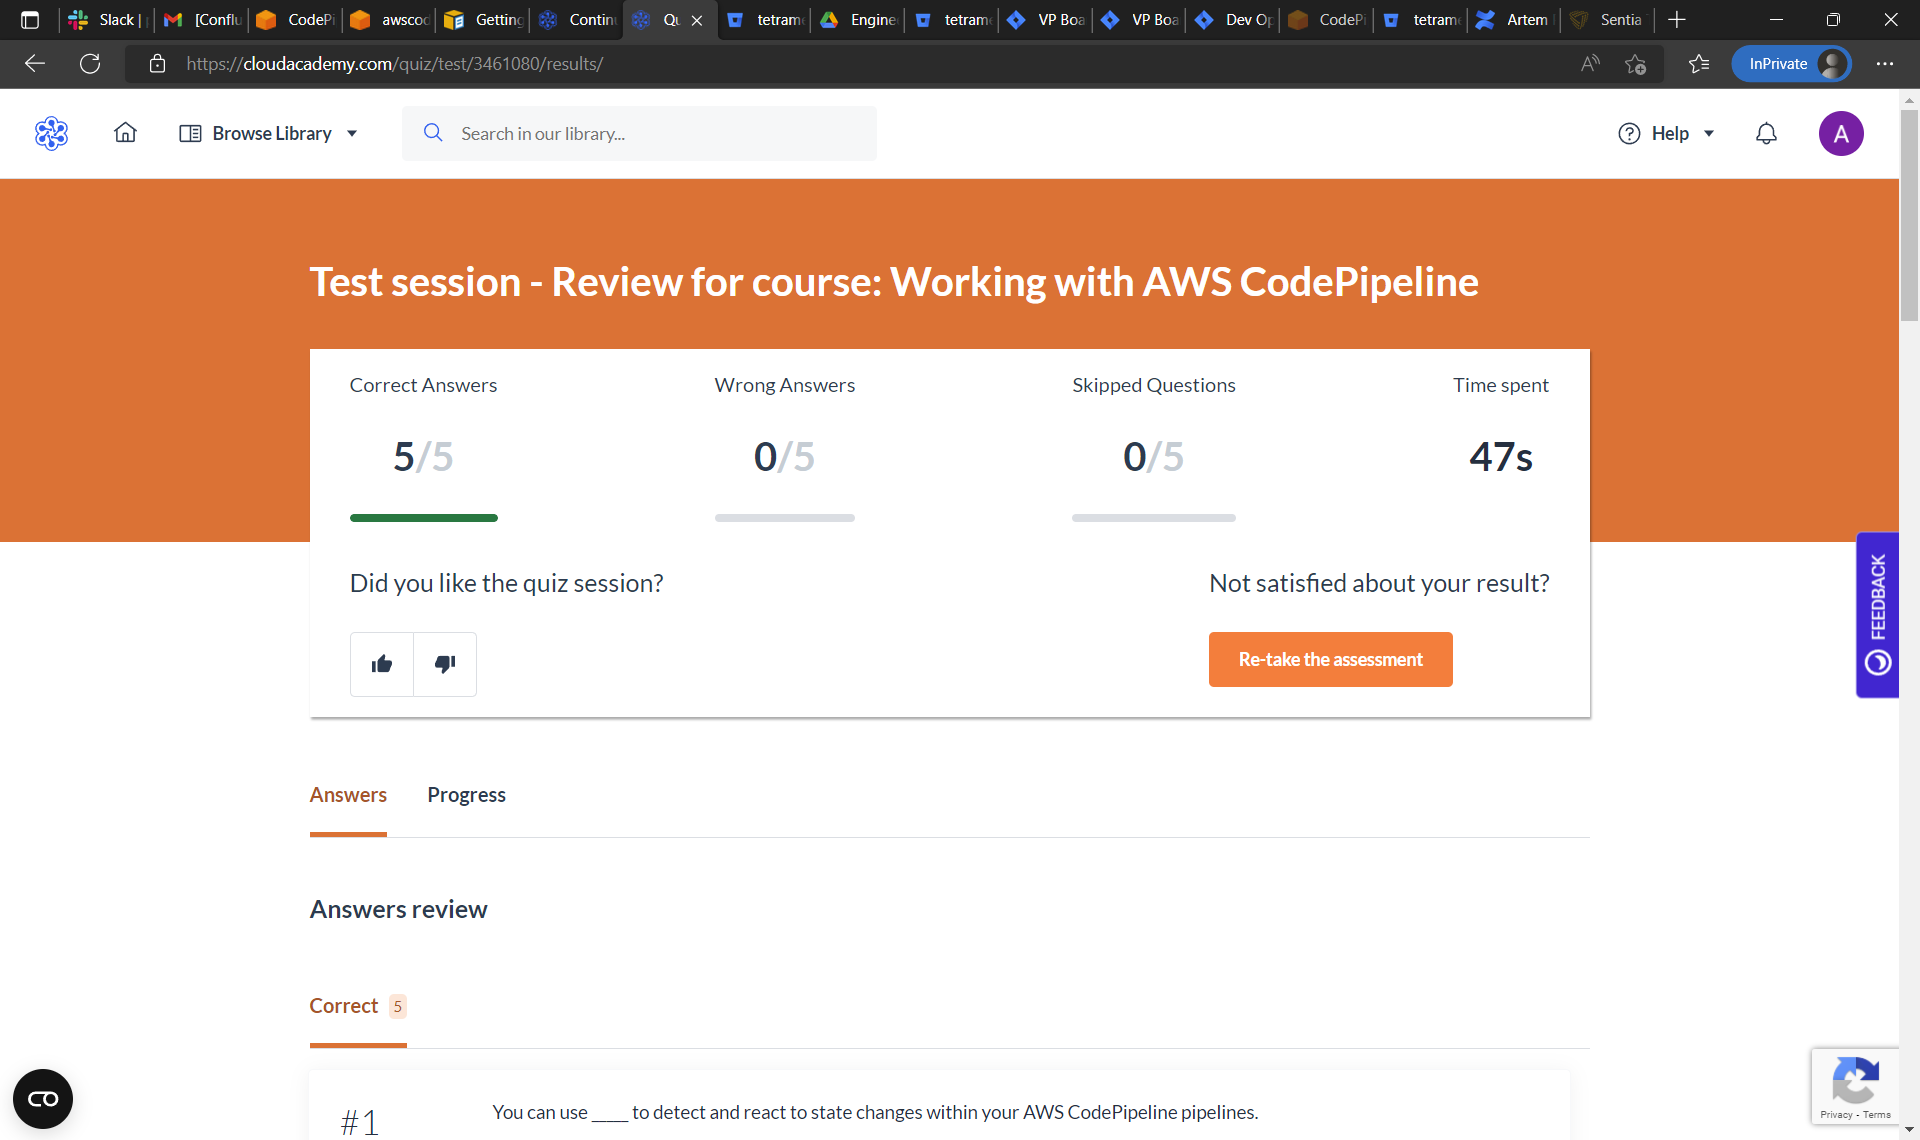 Slack |
[Conflu
CodePi
awscod
Getting
Contin
Qu
tetrame
Engine
tetrame
VP Boa
VP Boa
Dev Op
CodePi
tetrame
Artem
Sentia
https://cloudacademy.com/quiz/test/3461080/results/
InPrivate
Browse Library
Search in our library...
Help
A
Test session - Review for course: Working with AWS CodePipeline
Correct Answers
Wrong Answers
Skipped Questions
Time spent
5/5
0/5
0/5
47s
Did you like the quiz session?
Not satisfied about your result?
Re-take the assessment
FEEDBACK
Answers
Progress
Answers review
Correct 5
#1
You can use ____ to detect and react to state changes within your AWS CodePipeline pipelines.
Privacy - Terms